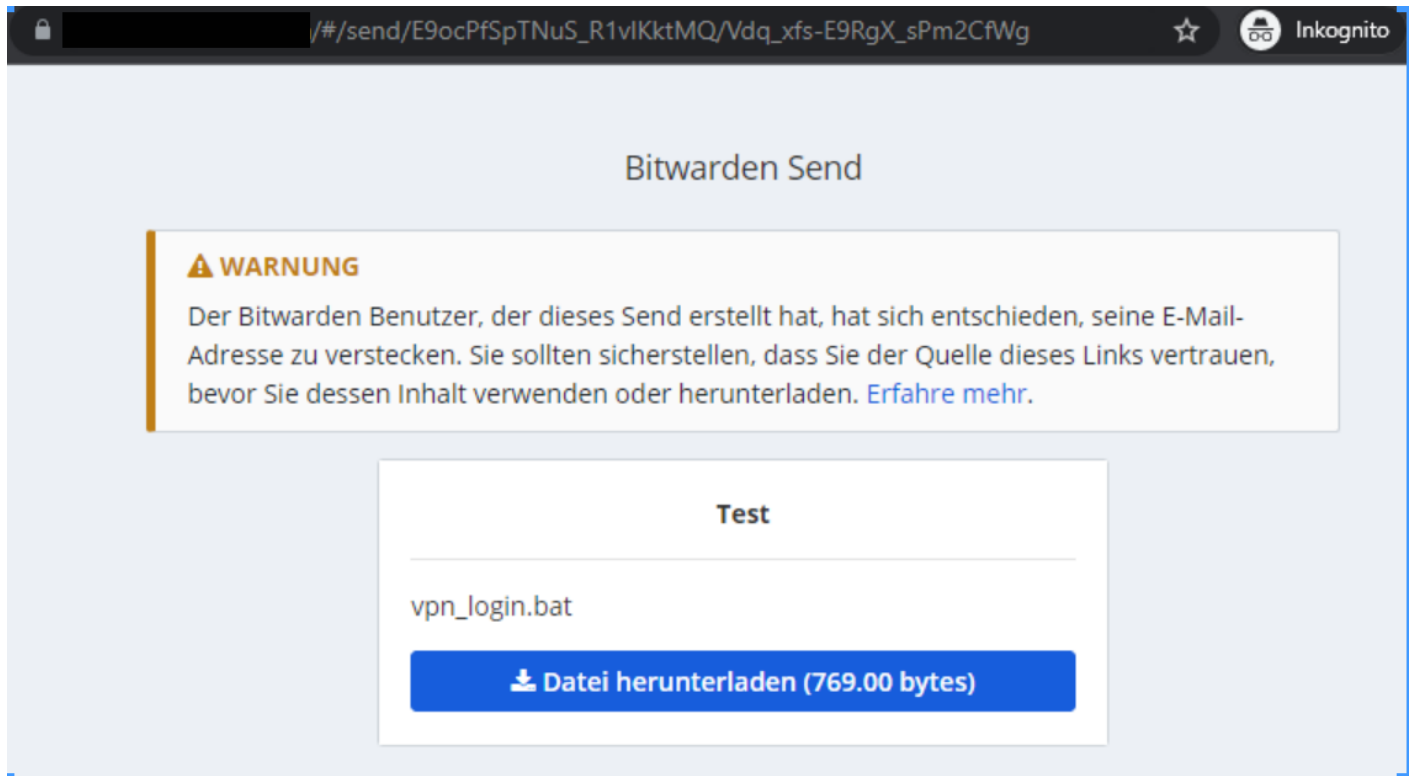 /#/send/E9ocPfSpTNuS_R1vIKktMQ/Vdq_xfs-E9RgX_sPm2CfWg
Inkognito
Bitwarden Send
WARNUNG
Der Bitwarden Benutzer, der dieses Send erstellt hat, hat sich entschieden, seine E-Mail-
Adresse zu verstecken. Sie sollten sicherstellen, dass Sie der Quelle dieses Links vertrauen,
bevor Sie dessen Inhalt verwenden oder herunterladen. Erfahre mehr.
Test
vpn_login.bat
Datei herunterladen (769.00 bytes)